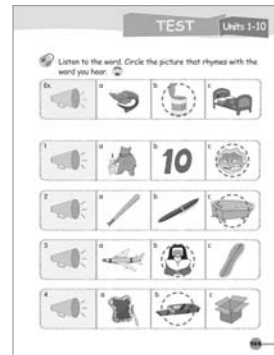 TEST
Units 1-10
Listen to the word. Circle the picture that rhymes with the
word you hear.
Ex.
a
b
c
1
a
b
10
c
2
a
b
c
3
a
b
c
4
a
b
c